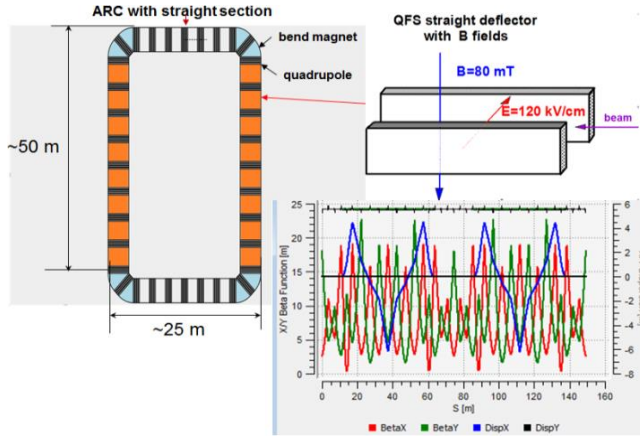 ARC with straight section
bend magnet
quadrupole
~50 m
~25 m
QFS straight deflector
with B fields
B=80 mT
E=120 kV/cm
beam
X/Y Beta Function [m]
25
20
15
10
5
0
6
4
2
0
-2
-4
-6
-8
0 20 40 60 80 100 120 140 160
S [m]
BetaX BetaY DispX DispY